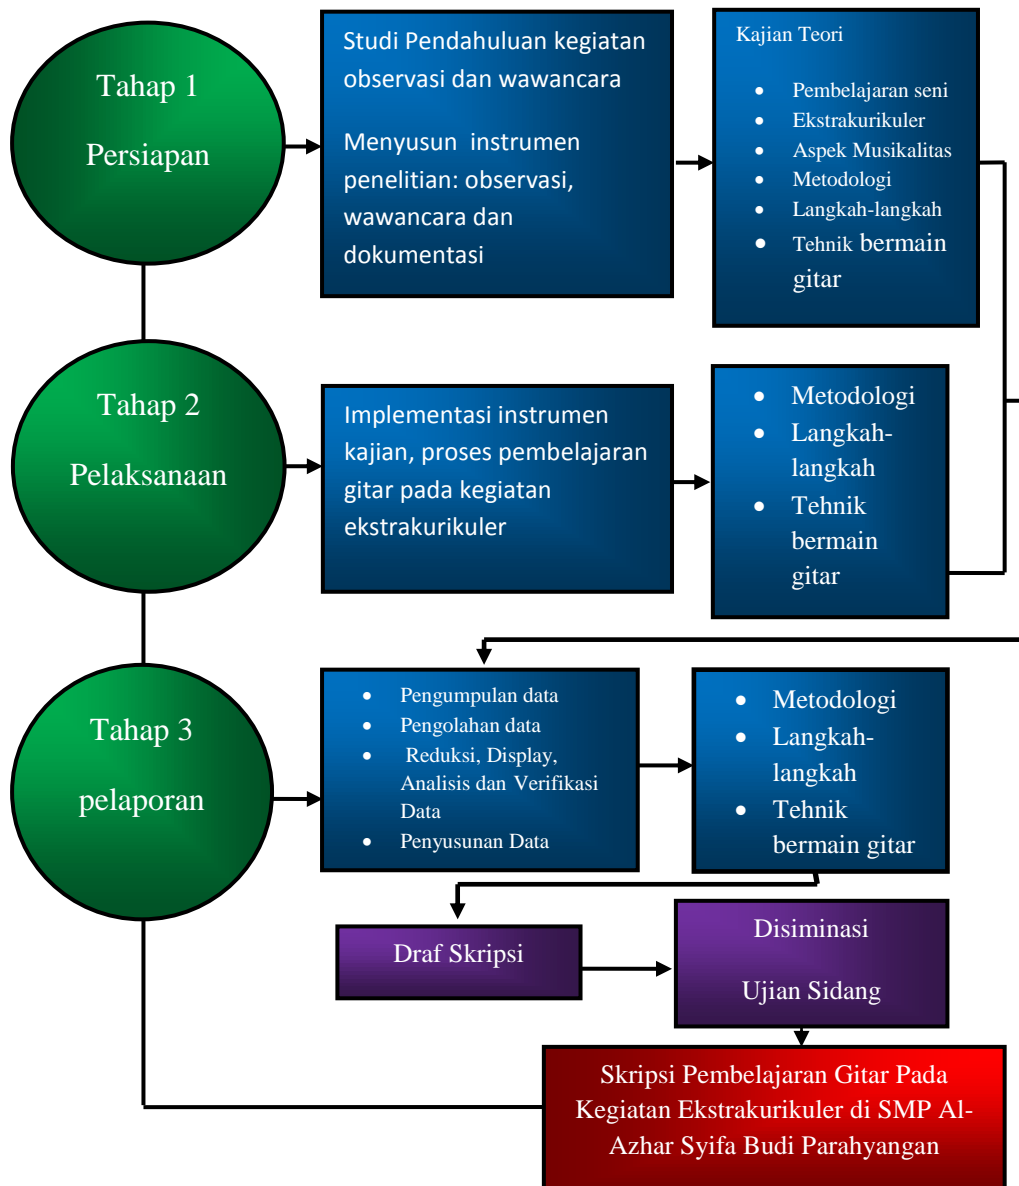 Tahap 1
Persiapan
Studi Pendahuluan kegiatan
observasi dan wawancara
Menyusun instrumen
penelitian: observasi,
wawancara dan
dokumentasi
Kajian Teori
• Pembelajaran seni
• Ekstrakurikuler
• Aspek Musikalitas
• Metodologi
• Langkah-langkah
• Tehnik bermain
gitar
Tahap 2
Pelaksanaan
Implementasi instrumen
kajian, proses pembelajaran
gitar pada kegiatan
ekstrakurikuler
• Metodologi
• Langkah-
langkah
• Tehnik
bermain
gitar
Tahap 3
pelaporan
• Pengumpulan data
• Pengolahan data
• Reduksi, Display,
Analisis dan Verifikasi
Data
• Penyusunan Data
• Metodologi
• Langkah-
langkah
• Tehnik
bermain gitar
Draf Skripsi
Disiminasi
Ujian Sidang
Skripsi Pembelajaran Gitar Pada
Kegiatan Ekstrakurikuler di SMP Al-
Azhar Syifa Budi Parahyangan